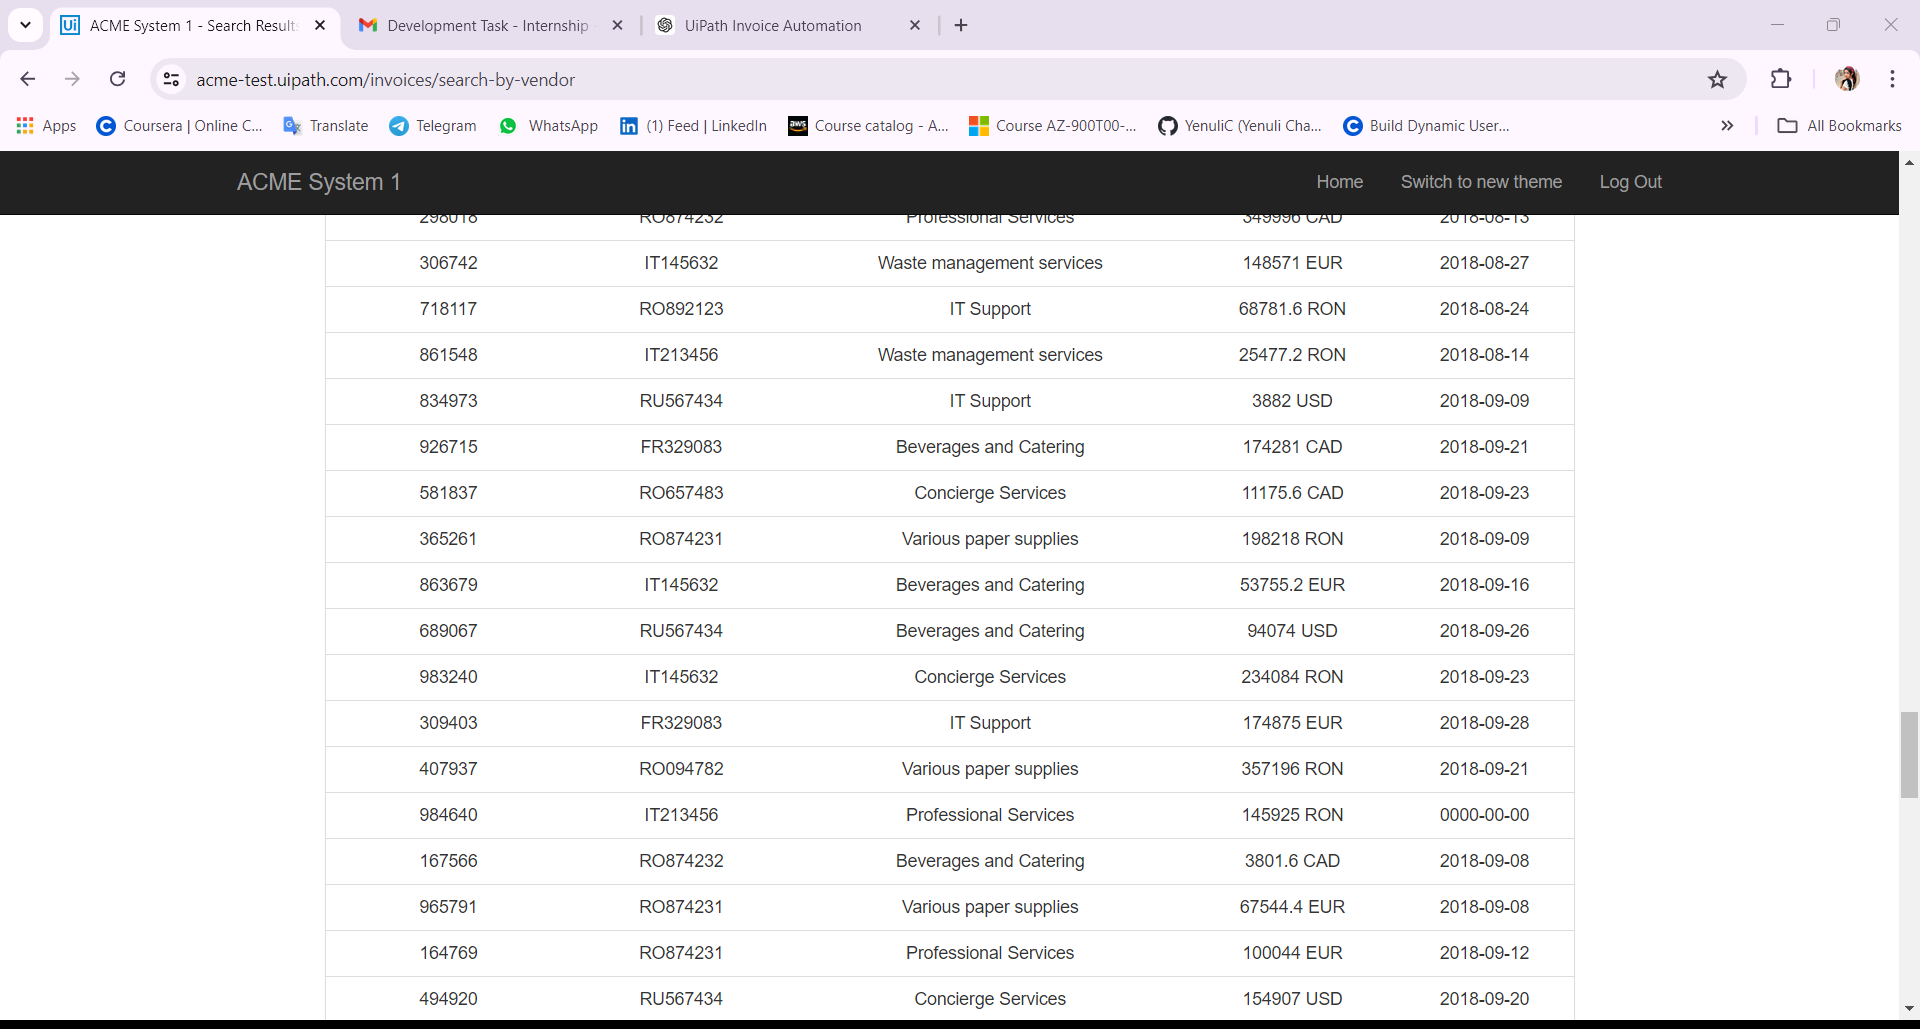 ACME System 1 - Search Results
Development Task - Internship
UiPath Invoice Automation
acme-test.uipath.com/invoices/search-by-vendor
Apps Coursera | Online C... Translate Telegram WhatsApp (1) Feed | LinkedIn Course catalog - A... Course AZ-900T00-... YenuliC (Yenuli Cha... Build Dynamic User... All Bookmarks
ACME System 1 Home Switch to new theme Log Out
298018 RO874232 Professional Services 349996 CAD 2018-08-13
306742 IT145632 Waste management services 148571 EUR 2018-08-27
718117 RO892123 IT Support 68781.6 RON 2018-08-24
861548 IT213456 Waste management services 25477.2 RON 2018-08-14
834973 RU567434 IT Support 3882 USD 2018-09-09
926715 FR329083 Beverages and Catering 174281 CAD 2018-09-21
581837 RO657483 Concierge Services 11175.6 CAD 2018-09-23
365261 RO874231 Various paper supplies 198218 RON 2018-09-09
863679 IT145632 Beverages and Catering 53755.2 EUR 2018-09-16
689067 RU567434 Beverages and Catering 94074 USD 2018-09-26
983240 IT145632 Concierge Services 234084 RON 2018-09-23
309403 FR329083 IT Support 174875 EUR 2018-09-28
407937 RO094782 Various paper supplies 357196 RON 2018-09-21
984640 IT213456 Professional Services 145925 RON 0000-00-00
167566 RO874232 Beverages and Catering 3801.6 CAD 2018-09-08
965791 RO874231 Various paper supplies 67544.4 EUR 2018-09-08
164769 RO874231 Professional Services 100044 EUR 2018-09-12
494920 RU567434 Concierge Services 154907 USD 2018-09-20